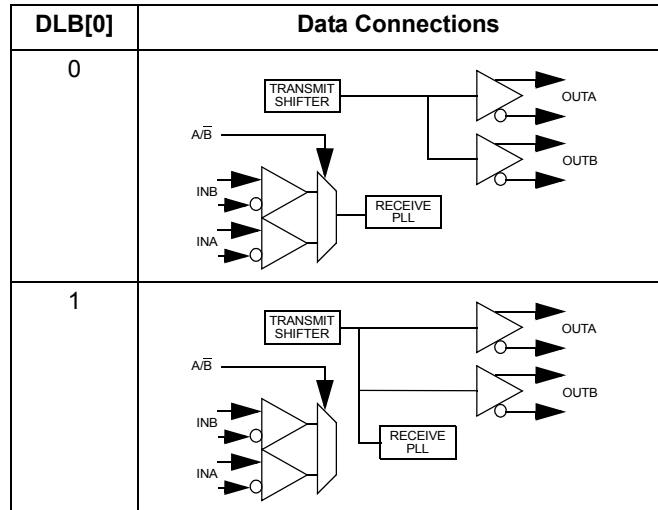 DLB[0] Data Connections
0
TRANSMIT
SHIFTER
OUTA
A/B̅
OUTB
INB
RECEIVE
PLL
INA
1
TRANSMIT
SHIFTER
OUTA
A/B̅
OUTB
INB
RECEIVE
PLL
INA